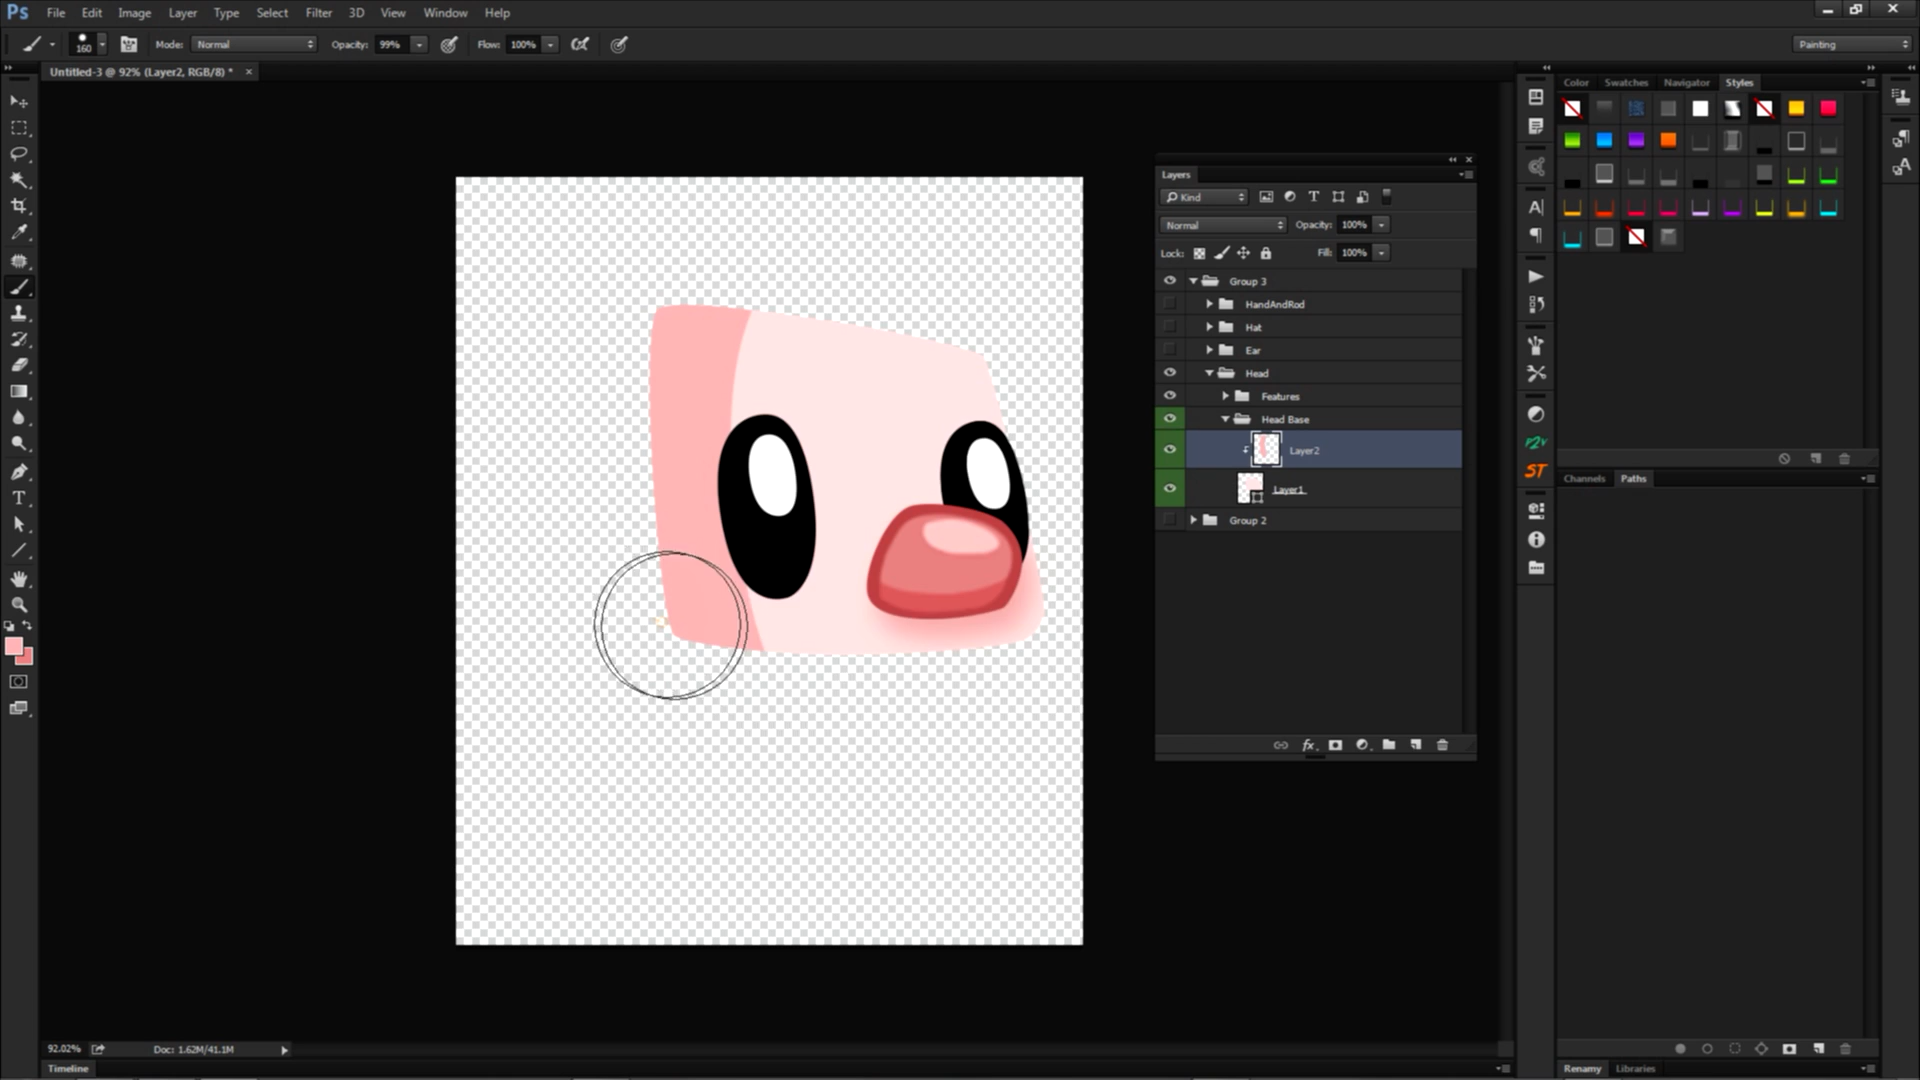 Ps File Edit Image Layer Type Select Filter 3D View Window Help
160 Mode: Normal Opacity: 99% Flow: 100% Painting
Untitled-3 @ 92% (Layer2, RGB/8) * ×
Color Swatches Navigator Styles
Layers
Kind
Normal Opacity: 100%
Lock: Fill: 100%
Group 3
HandAndRod
Hat
Ear
Head
Features
Head Base
Layer2
Layer1
Group 2
fx
P2V
ST
Channels Paths
92.02% Doc: 1.62M/41.1M
Timeline
Renamy Libraries